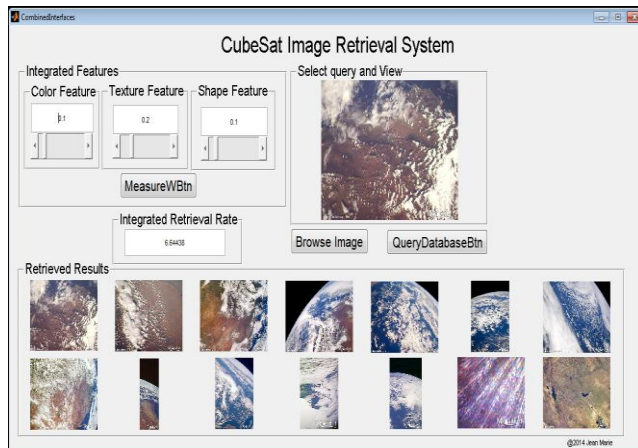 CombinedInterfaces
CubeSat Image Retrieval System
Integrated Features
Color Feature
Texture Feature
Shape Feature
0.1
0.2
0.1
MeasureWBtn
Integrated Retrieval Rate
6.64438
Select query and View
Browse Image
QueryDatabaseBtn
Retrieved Results
@2014 Jean Marie